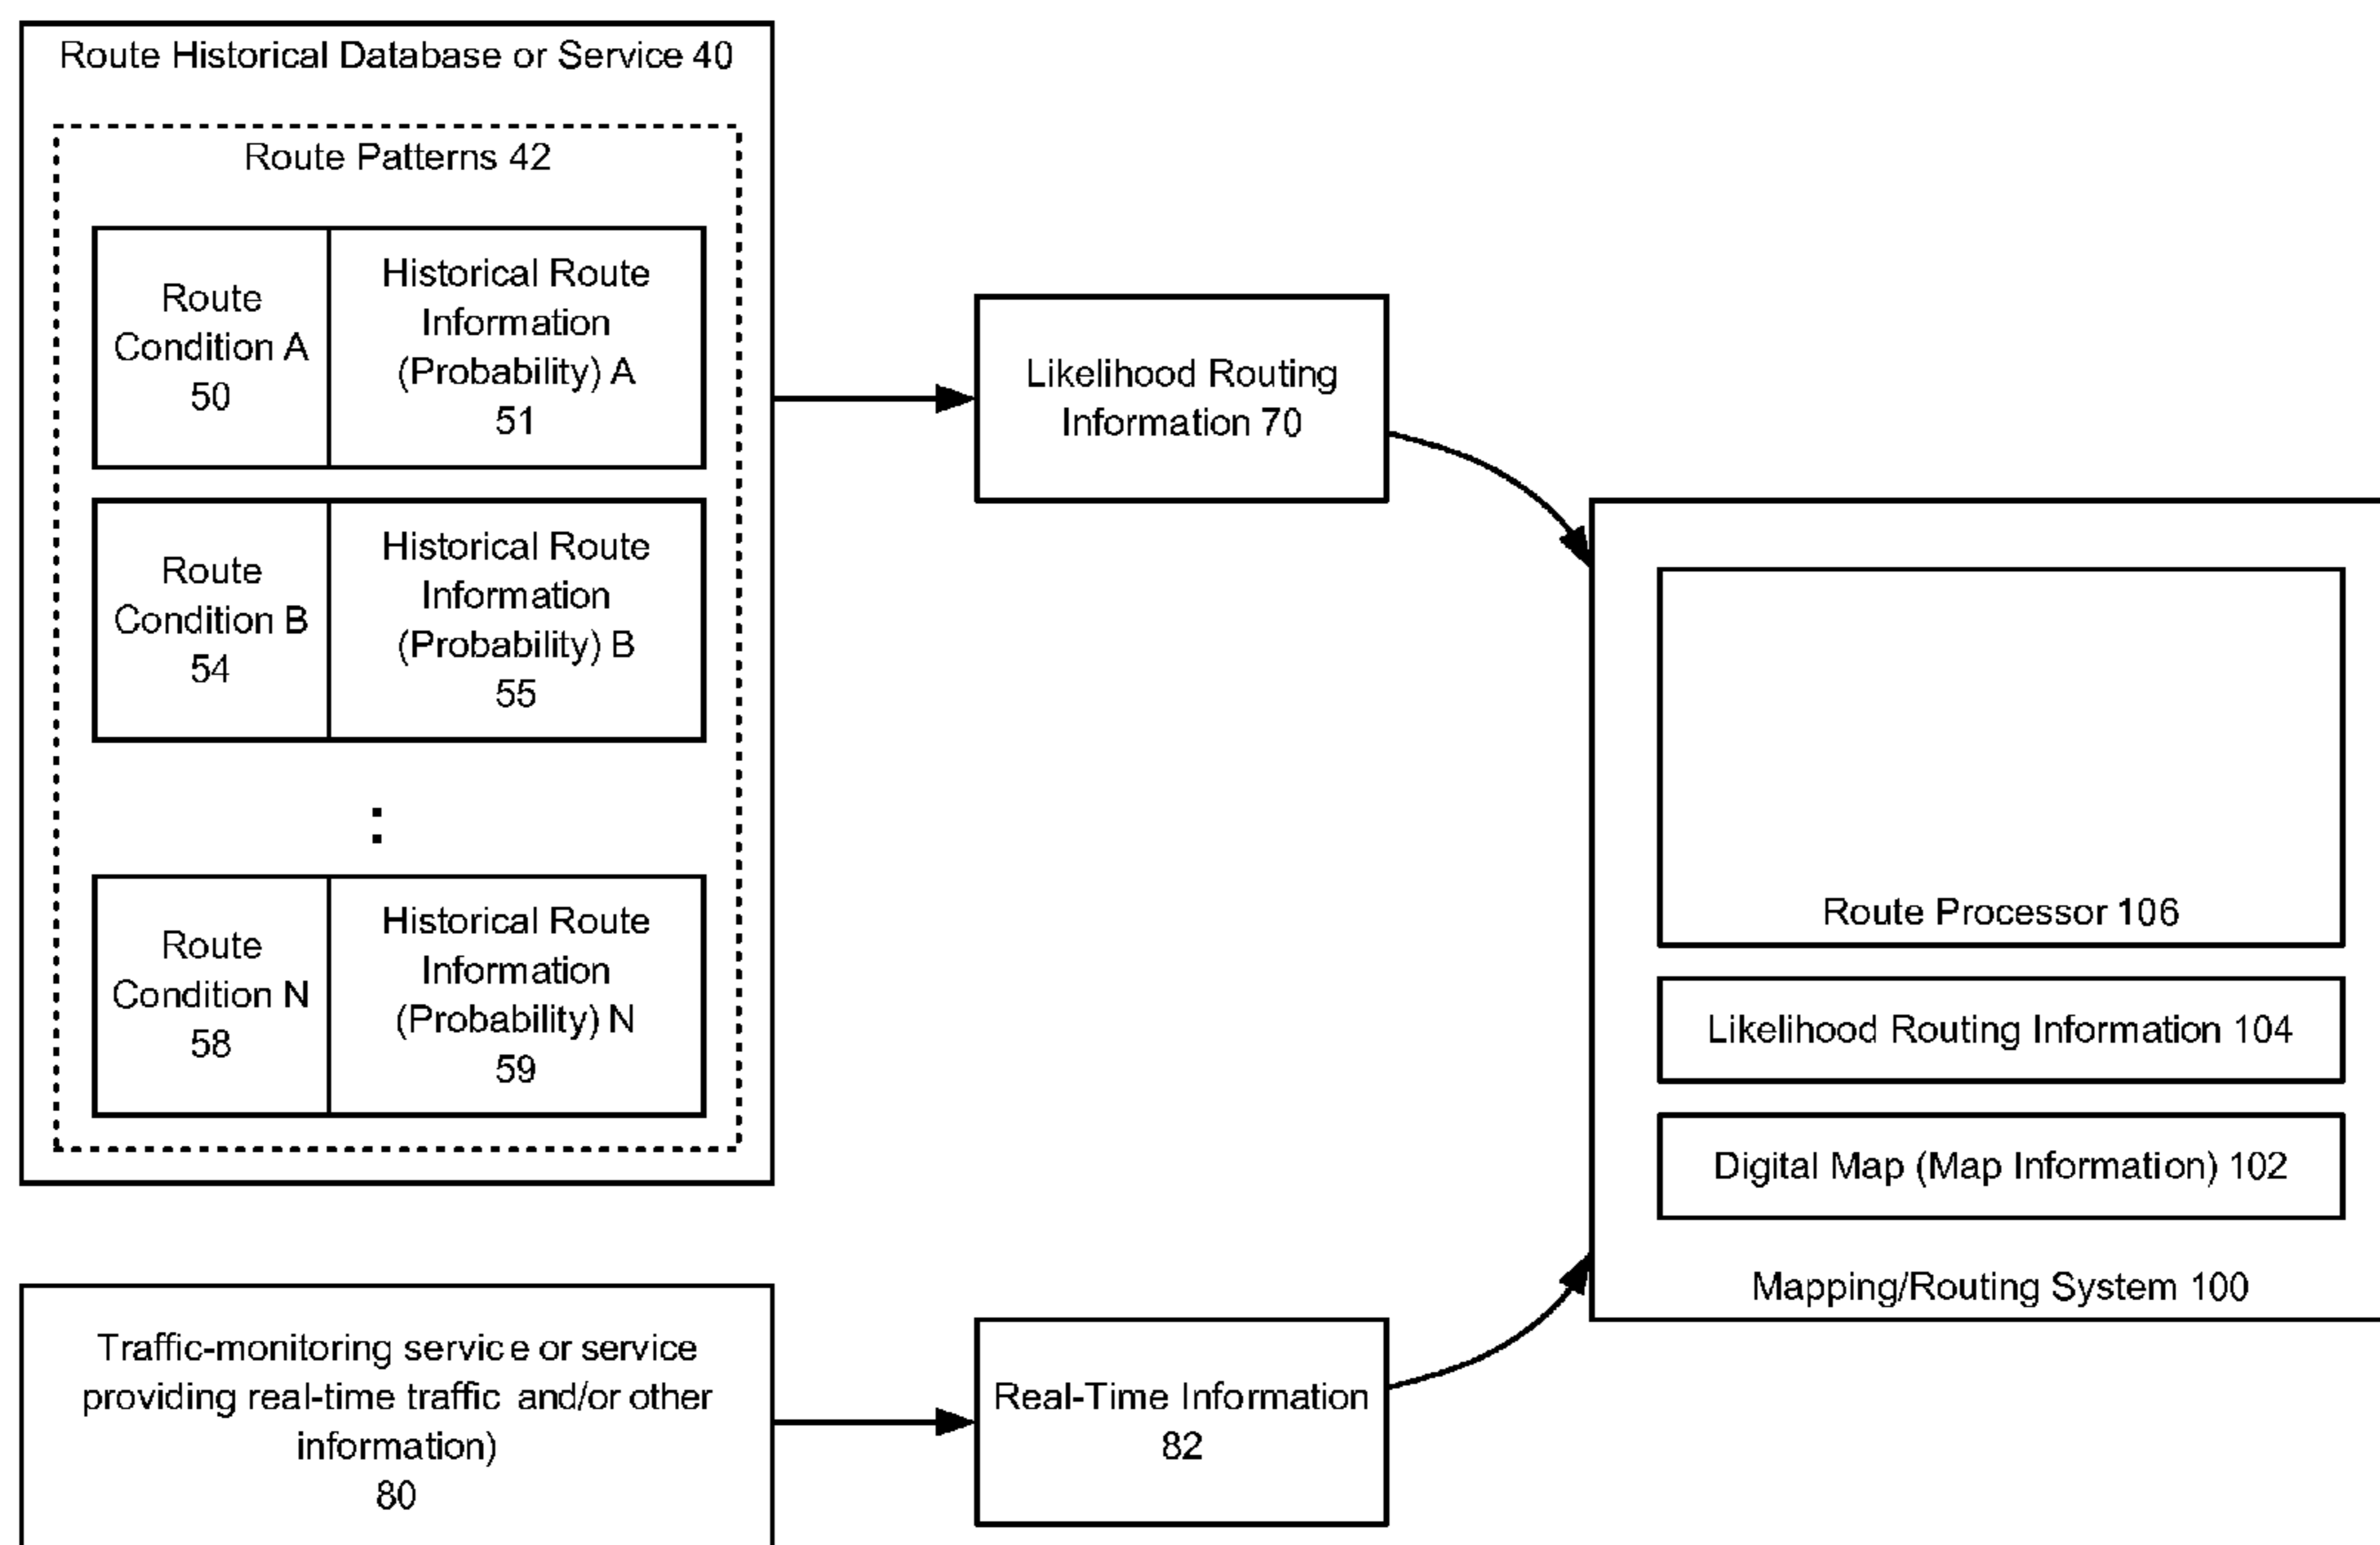 Route Historical Database or Service 40
Route Patterns 42
Route
Condition A
50
Historical Route
Information
(Probability) A
51
Route
Condition B
54
Historical Route
Information
(Probability) B
55
:
Route
Condition N
58
Historical Route
Information
(Probability) N
59
Likelihood Routing
Information 70
Route Processor 106
Likelihood Routing Information 104
Digital Map (Map Information) 102
Mapping/Routing System 100
Traffic-monitoring service or service
providing real-time traffic and/or other
information)
80
Real-Time Information
82